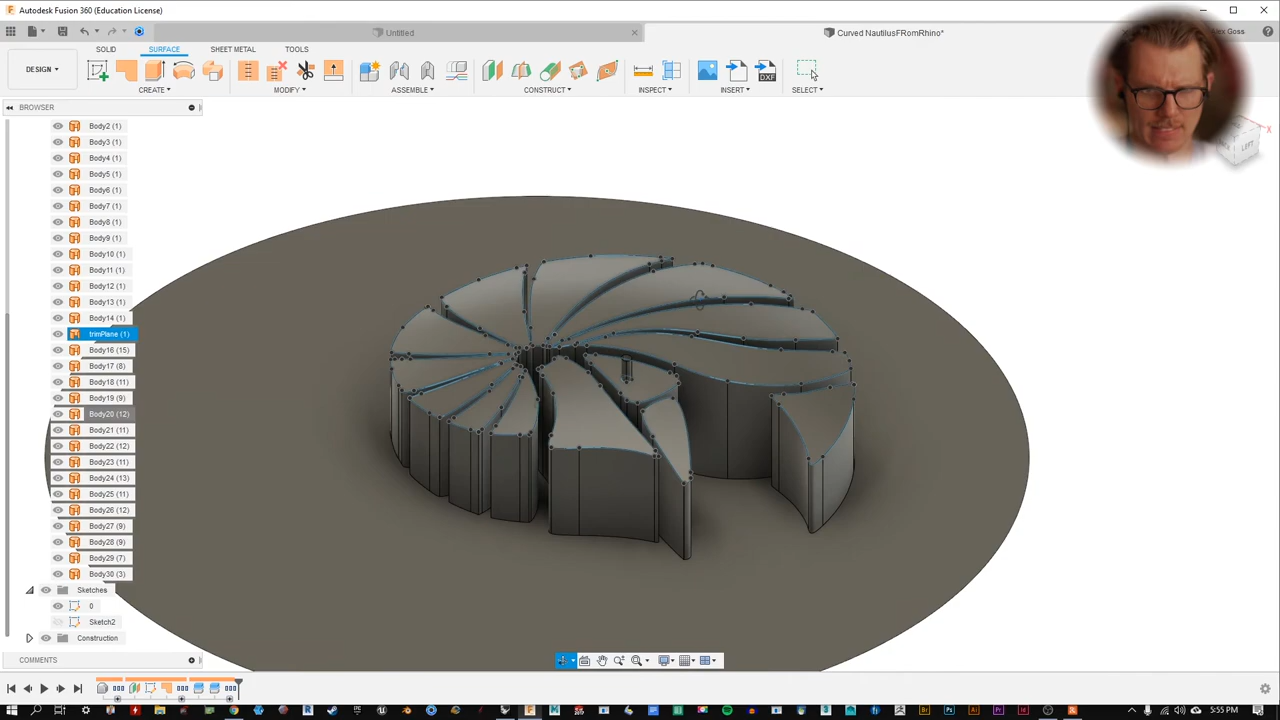 Autodesk Fusion 360 (Education License)
Untitled
Curved NautilusFRomRhino*
Alex Goss
DESIGN
SOLID
SURFACE
SHEET METAL
TOOLS
CREATE
MODIFY
ASSEMBLE
CONSTRUCT
INSPECT
INSERT
SELECT
DXF
BROWSER
LEFT
X
Body2 (1)
Body3 (1)
Body4 (1)
Body5 (1)
Body6 (1)
Body7 (1)
Body8 (1)
Body9 (1)
Body10 (1)
Body11 (1)
Body12 (1)
Body13 (1)
Body14 (1)
trimPlane (1)
Body16 (15)
Body17 (8)
Body18 (11)
Body19 (9)
Body20 (12)
Body21 (11)
Body22 (12)
Body23 (11)
Body24 (13)
Body25 (11)
Body26 (12)
Body27 (9)
Body28 (9)
Body29 (7)
Body30 (3)
Sketches
0
Sketch2
Construction
COMMENTS
5:55 PM